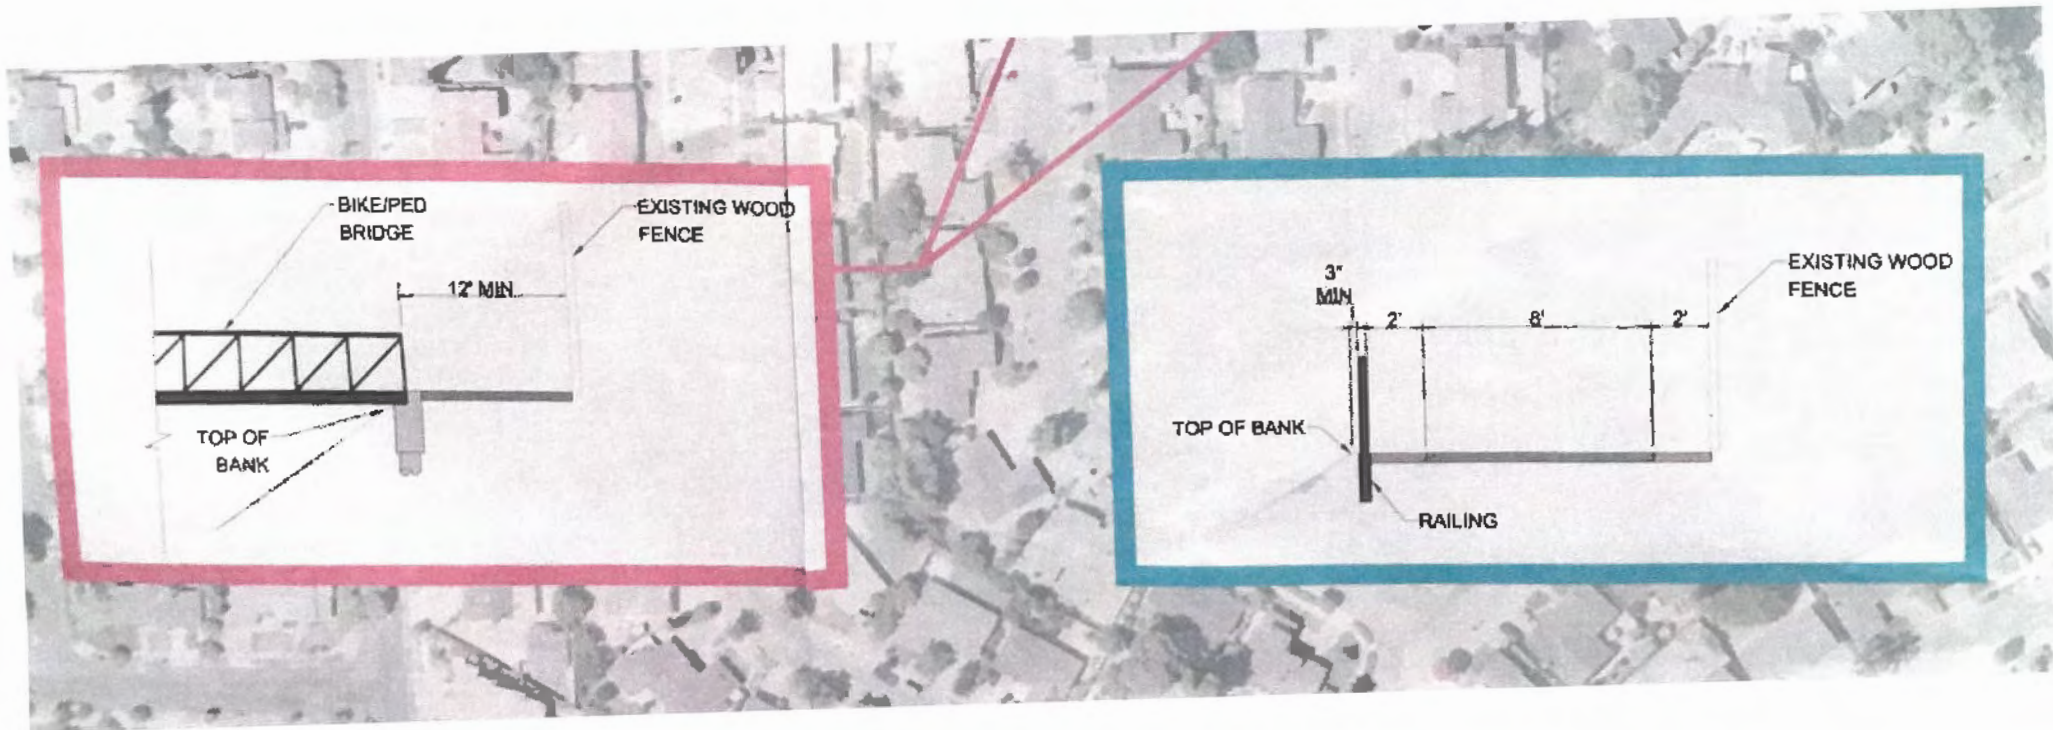 BIKE/PED
BRIDGE
EXISTING WOOD
FENCE
12' MIN.
TOP OF
BANK
3"
MIN
2'
8'
2'
EXISTING WOOD
FENCE
TOP OF BANK
RAILING